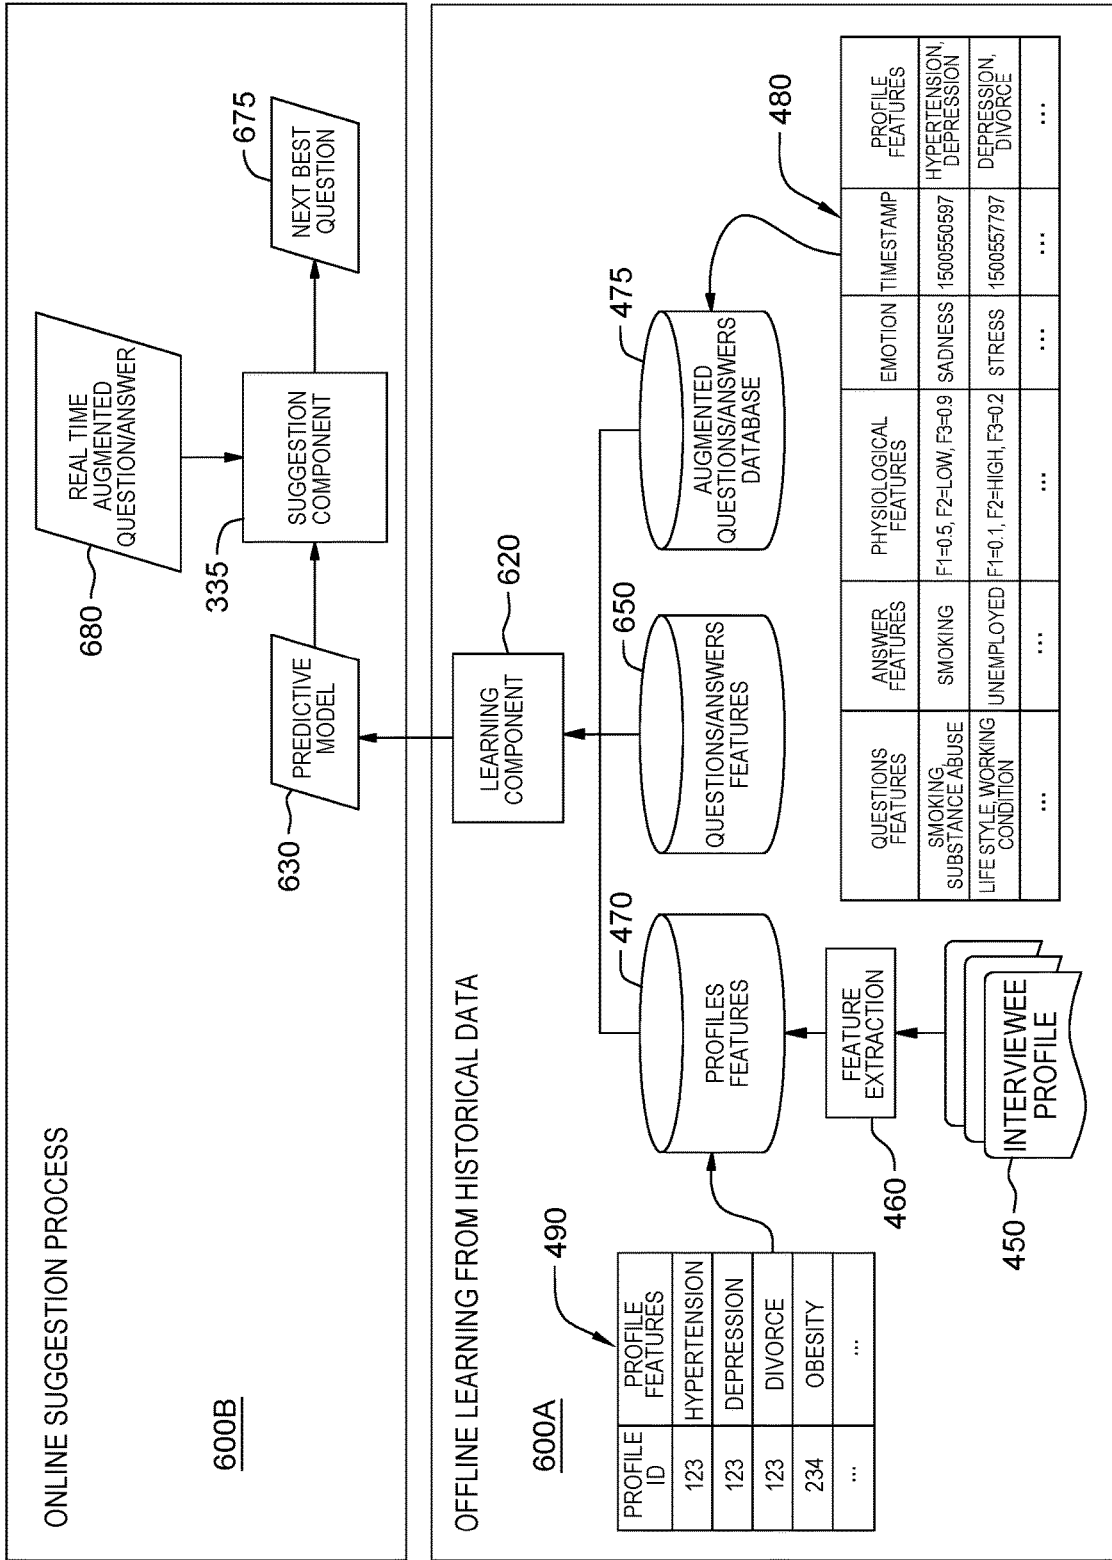 ONLINE SUGGESTION PROCESS
600B
REAL TIME
AUGMENTED
QUESTION/ANSWER
680
335
SUGGESTION
COMPONENT
NEXT BEST
QUESTION
675
PREDICTIVE
MODEL
630
OFFLINE LEARNING FROM HISTORICAL DATA
600A
LEARNING
COMPONENT
620
490
PROFILE
ID
PROFILE
FEATURES
123
HYPERTENSION
123
DEPRESSION
123
DIVORCE
234
OBESITY
...
...
PROFILES
FEATURES
470
QUESTIONS/ANSWERS
FEATURES
650
AUGMENTED
QUESTIONS/ANSWERS
DATABASE
475
FEATURE
EXTRACTION
460
INTERVIEWEE
PROFILE
450
480
QUESTIONS
FEATURES
ANSWER
FEATURES
PHYSIOLOGICAL
FEATURES
EMOTION
TIMESTAMP
PROFILE
FEATURES
SMOKING,
SUBSTANCE ABUSE
SMOKING
F1=0.5, F2=LOW, F3=0.9
SADNESS
1500550597
HYPERTENSION,
DEPRESSION
LIFE STYLE, WORKING
CONDITION
UNEMPLOYED
F1=0.1, F2=HIGH, F3=0.2
STRESS
1500557797
DEPRESSION,
DIVORCE
...
...
...
...
...
...